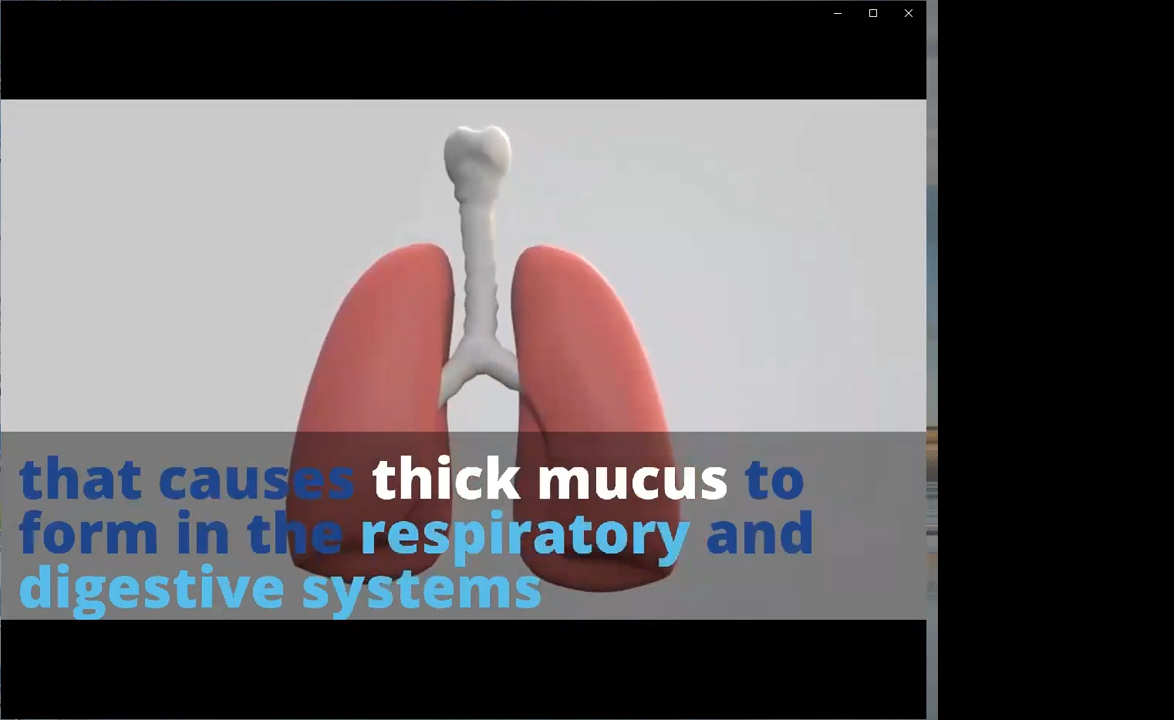 that causes thick mucus to
form in the respiratory and
digestive systems